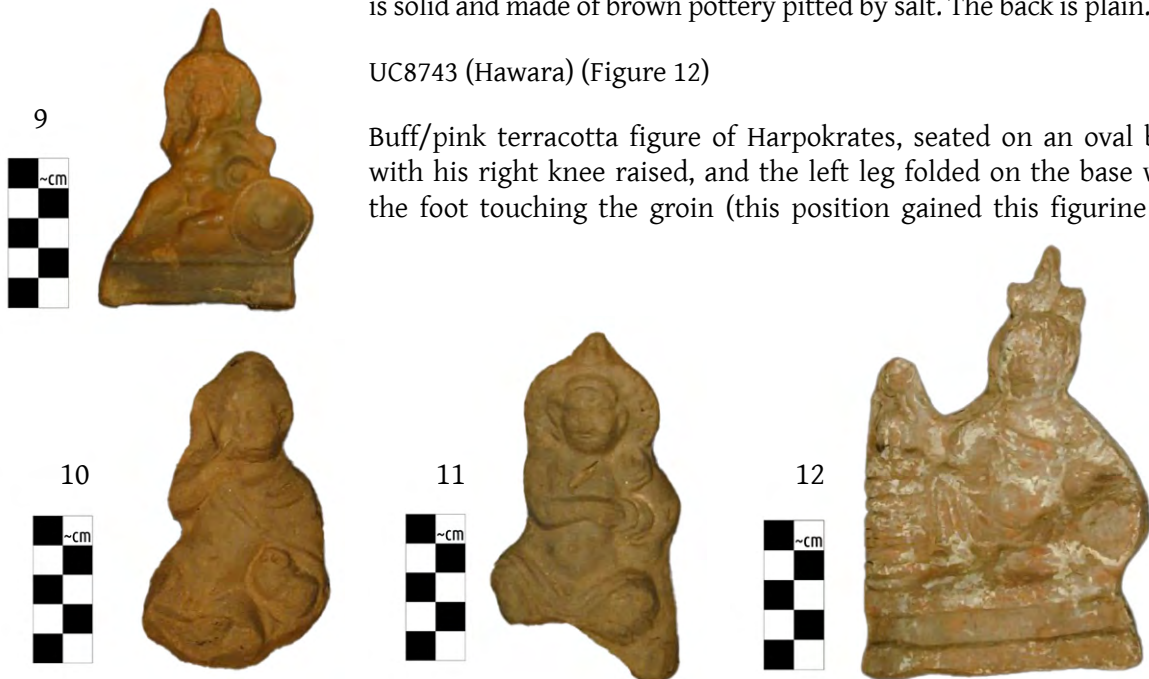 is solid and made of brown pottery pitted by salt. The back is plain.
UC8743 (Hawara) (Figure 12)
Buff/pink terracotta figure of Harpokrates, seated on an oval
with his right knee raised, and the left leg folded on the base
the foot touching the groin (this position gained this figurine
9
~cm
10
~cm
11
~cm
12
~cm